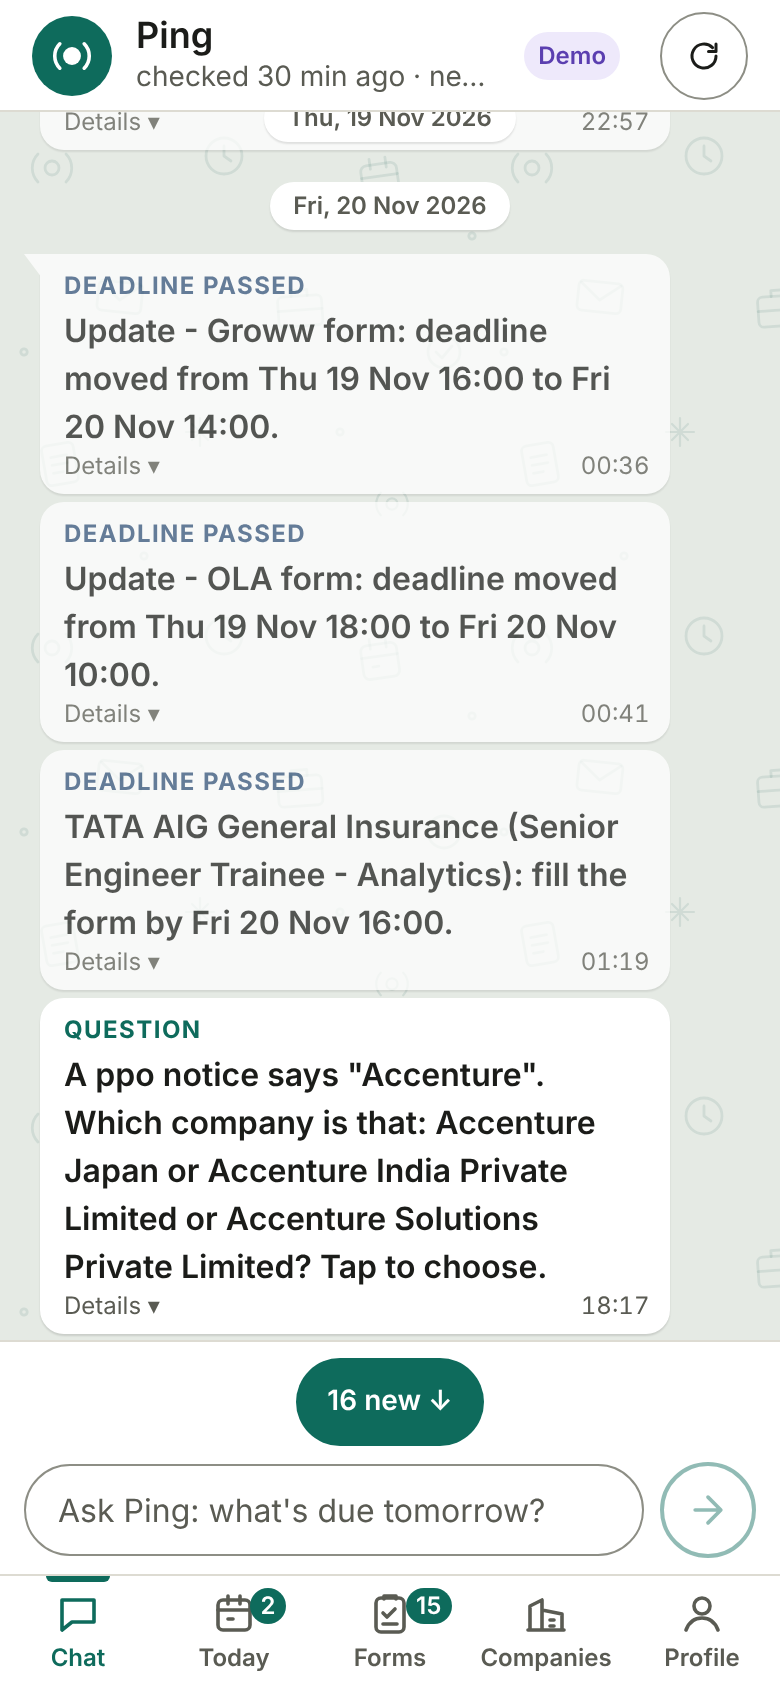 Ping
checked 30 min ago · ne...
Demo
Details ▾
Thu, 19 Nov 2026
22:57
Fri, 20 Nov 2026
DEADLINE PASSED
Update - Groww form: deadline
moved from Thu 19 Nov 16:00 to Fri
20 Nov 14:00.
Details ▾ 00:36
DEADLINE PASSED
Update - OLA form: deadline moved
from Thu 19 Nov 18:00 to Fri 20 Nov
10:00.
Details ▾ 00:41
DEADLINE PASSED
TATA AIG General Insurance (Senior
Engineer Trainee - Analytics): fill the
form by Fri 20 Nov 16:00.
Details ▾ 01:19
QUESTION
A ppo notice says "Accenture".
Which company is that: Accenture
Japan or Accenture India Private
Limited or Accenture Solutions
Private Limited? Tap to choose.
Details ▾ 18:17
16 new ↓
Ask Ping: what's due tomorrow?
2
15
Chat Today Forms Companies Profile